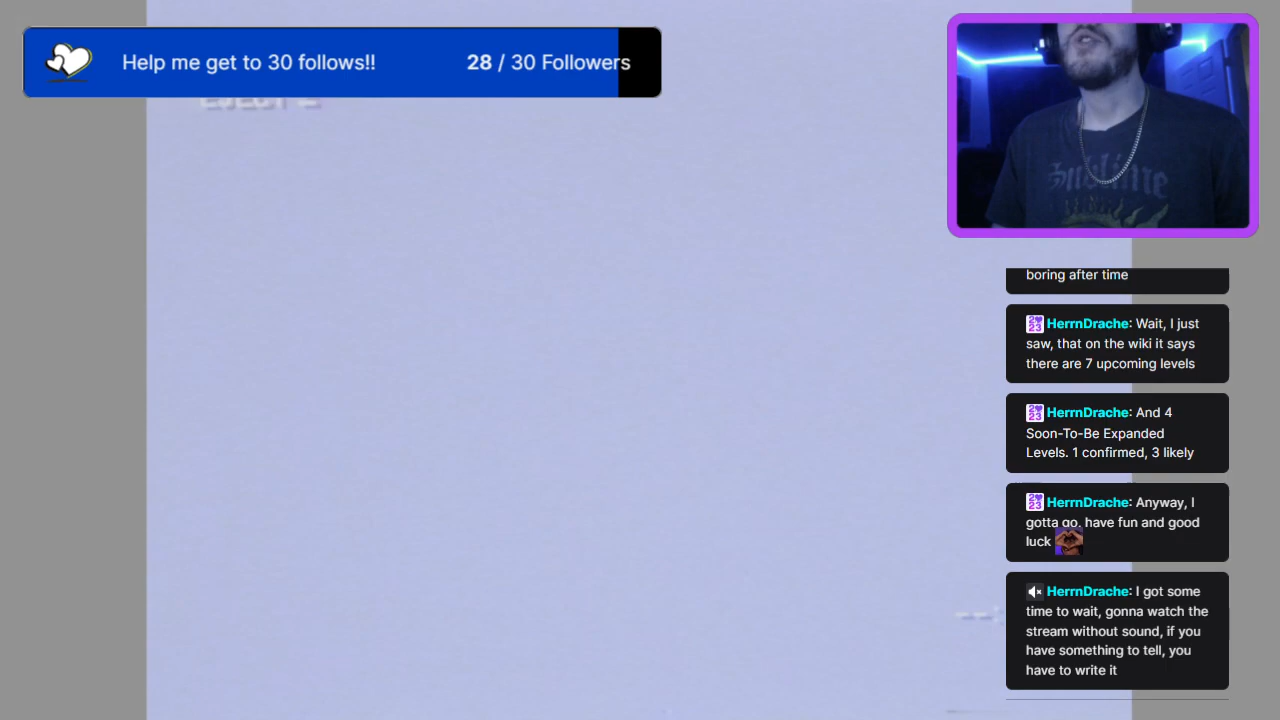 Help me get to 30 follows!! 28 / 30 Followers
EJECT
Sublime
boring after time
HerrnDrache: Wait, I just
saw, that on the wiki it says
there are 7 upcoming levels
HerrnDrache: And 4
Soon-To-Be Expanded
Levels. 1 confirmed, 3 likely
HerrnDrache: Anyway, I
gotta go, have fun and good
luck
HerrnDrache: I got some
time to wait, gonna watch the
stream without sound, if you
have something to tell, you
have to write it